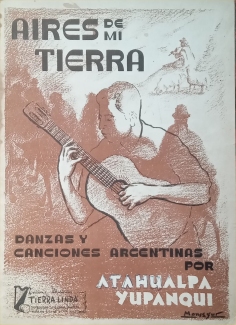 AIRES DE MI
TIERRA
DANZAS Y
CANCIONES ARGENTINAS
POR
ATAHUALPA
YUPANQUI
TIERRA LINDA